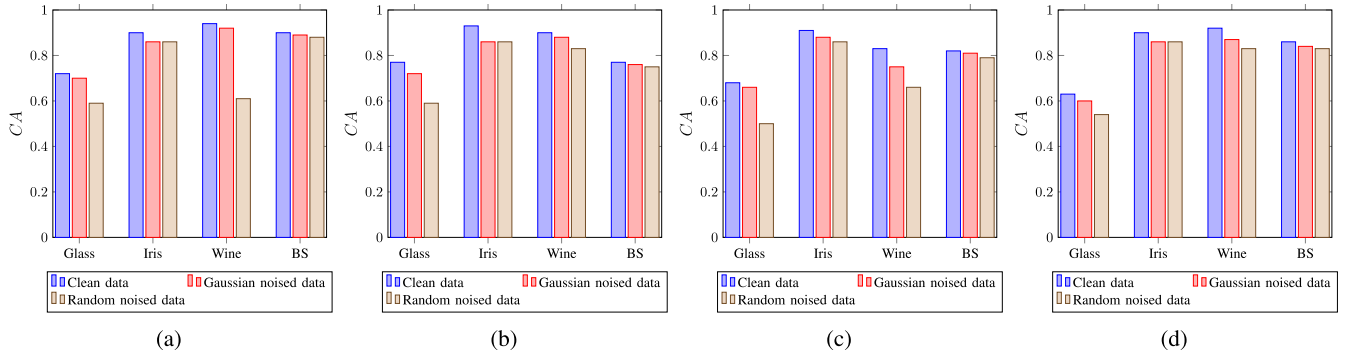 1
0.8
0.6
0.4
0.2
0
CA
Glass Iris Wine BS
Clean data Gaussian noised data
Random noised data
(a)
1
0.8
0.6
0.4
0.2
0
CA
Glass Iris Wine BS
Clean data Gaussian noised data
Random noised data
(b)
1
0.8
0.6
0.4
0.2
0
CA
Glass Iris Wine BS
Clean data Gaussian noised data
Random noised data
(c)
1
0.8
0.6
0.4
0.2
0
CA
Glass Iris Wine BS
Clean data Gaussian noised data
Random noised data
(d)